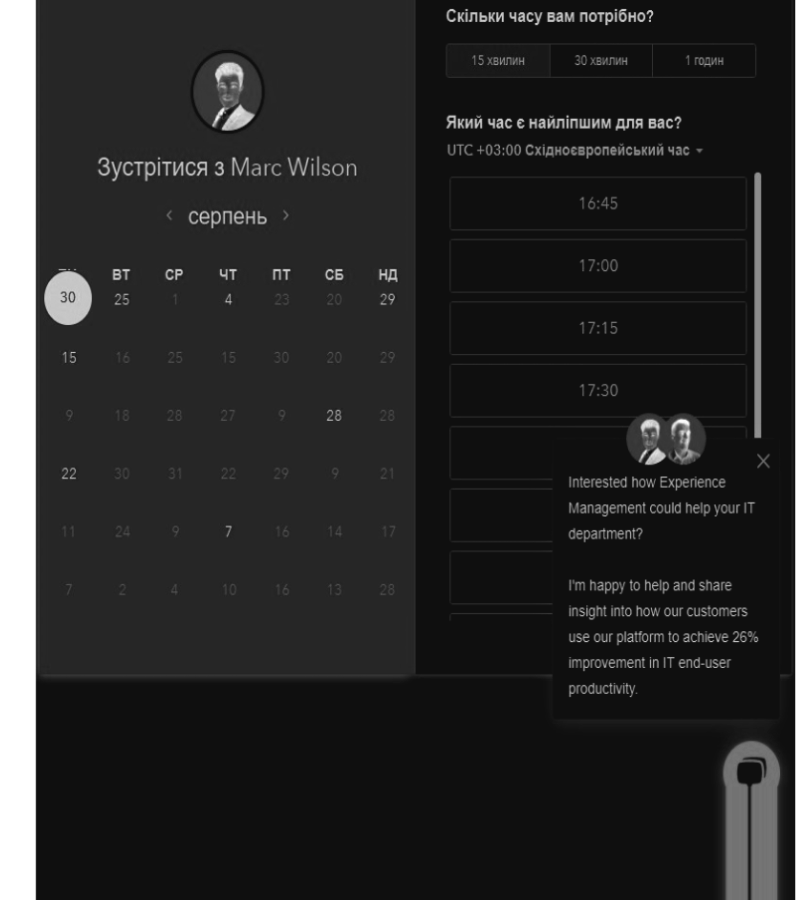 Зустрітися з Marc Wilson
серпень
ВТ СР ЧТ ПТ СБ НД
30 25 1 4 23 20 29
15 16 25 15 30 20 29
9 18 28 27 9 28 28
22 30 31 22 29 9 21
11 24 9 7 16 14 17
7 2 4 10 16 13 28
Скільки часу вам потрібно?
15 хвилин 30 хвилин 1 годин
Який час є найліпшим для вас?
UTC +03:00 Східноєвропейський час
16:45
17:00
17:15
17:30
Interested how Experience
Management could help your IT
department?
I'm happy to help and share
insight into how our customers
use our platform to achieve 26%
improvement in IT end-user
productivity.